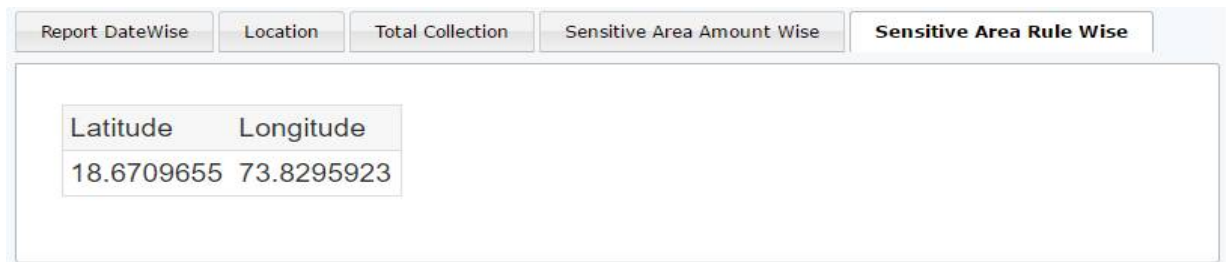 Report DateWise Location Total Collection Sensitive Area Amount Wise Sensitive Area Rule Wise
Latitude Longitude
18.6709655 73.8295923